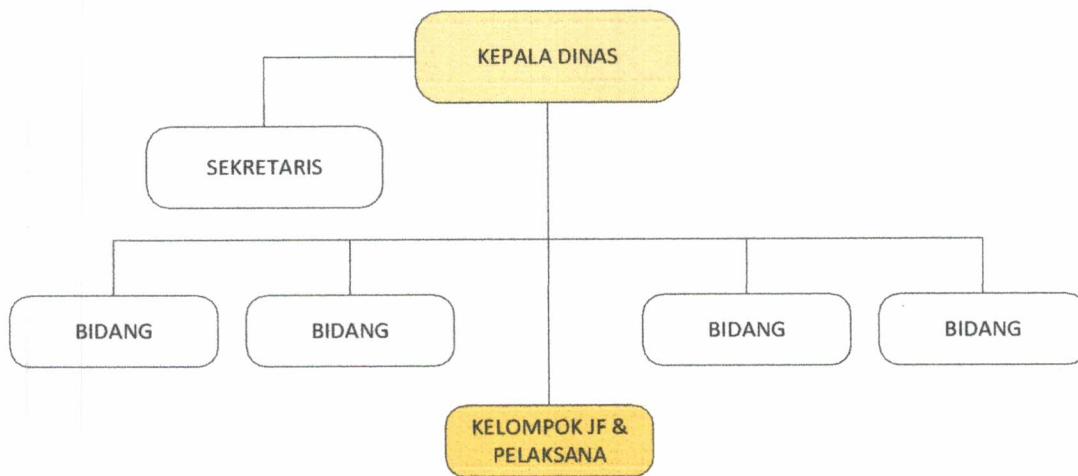 KEPALA DINAS
SEKRETARIS
BIDANG
BIDANG
BIDANG
BIDANG
KELOMPOK JF &
PELAKSANA